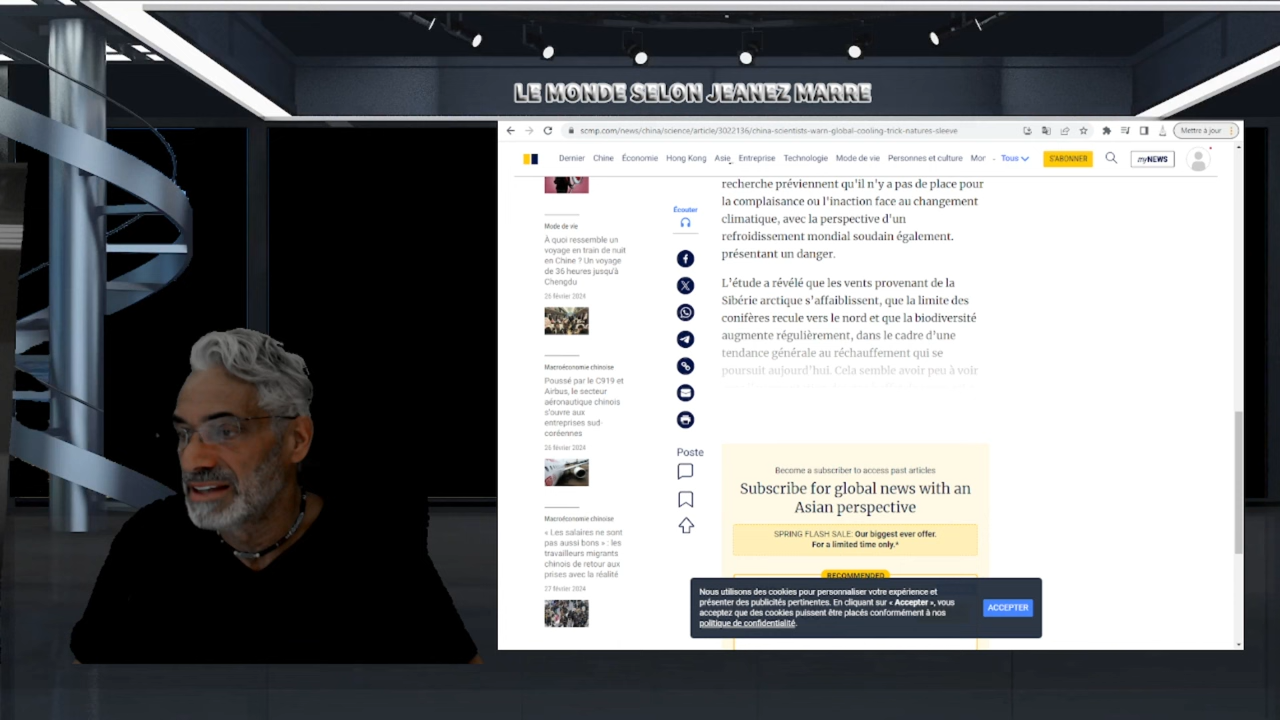 LE MONDE SELON JEANEZ MARRE
scmp.com/news/china/science/article/3022136/china-scientists-warn-global-cooling-trick-natures-sleeve
Mettre à jour
Dernier Chine Économie Hong Kong Asie Entreprise Technologie Mode de vie Personnes et culture Mor - Tous
S'ABONNER
myNEWS
Mode de vie
À quoi ressemble un
voyage en train de nuit
en Chine ? Un voyage
de 36 heures jusqu'à
Chengdu
26 février 2024
Macroéconomie chinoise
Poussé par le C919 et
Airbus, le secteur
aéronautique chinois
s'ouvre aux
entreprises sud-
coréennes
26 février 2024
Macroéconomie chinoise
« Les salaires ne sont
pas aussi bons » : les
travailleurs migrants
chinois de retour aux
prises avec la réalité
27 février 2024
Écouter
Poste
recherche préviennent qu'il n'y a pas de place pour
la complaisance ou l'inaction face au changement
climatique, avec la perspective d'un
refroidissement mondial soudain également.
présentant un danger.
L'étude a révélé que les vents provenant de la
Sibérie arctique s'affaiblissent, que la limite des
conifères recule vers le nord et que la biodiversité
augmente régulièrement, dans le cadre d'une
tendance générale au réchauffement qui se
poursuit aujourd'hui. Cela semble avoir peu à voir
Become a subscriber to access past articles
Subscribe for global news with an
Asian perspective
SPRING FLASH SALE: Our biggest ever offer.
For a limited time only.*
RECOMMENDED
Nous utilisons des cookies pour personnaliser votre expérience et
présenter des publicités pertinentes. En cliquant sur « Accepter », vous
acceptez que des cookies puissent être placés conformément à nos
politique de confidentialité.
ACCEPTER